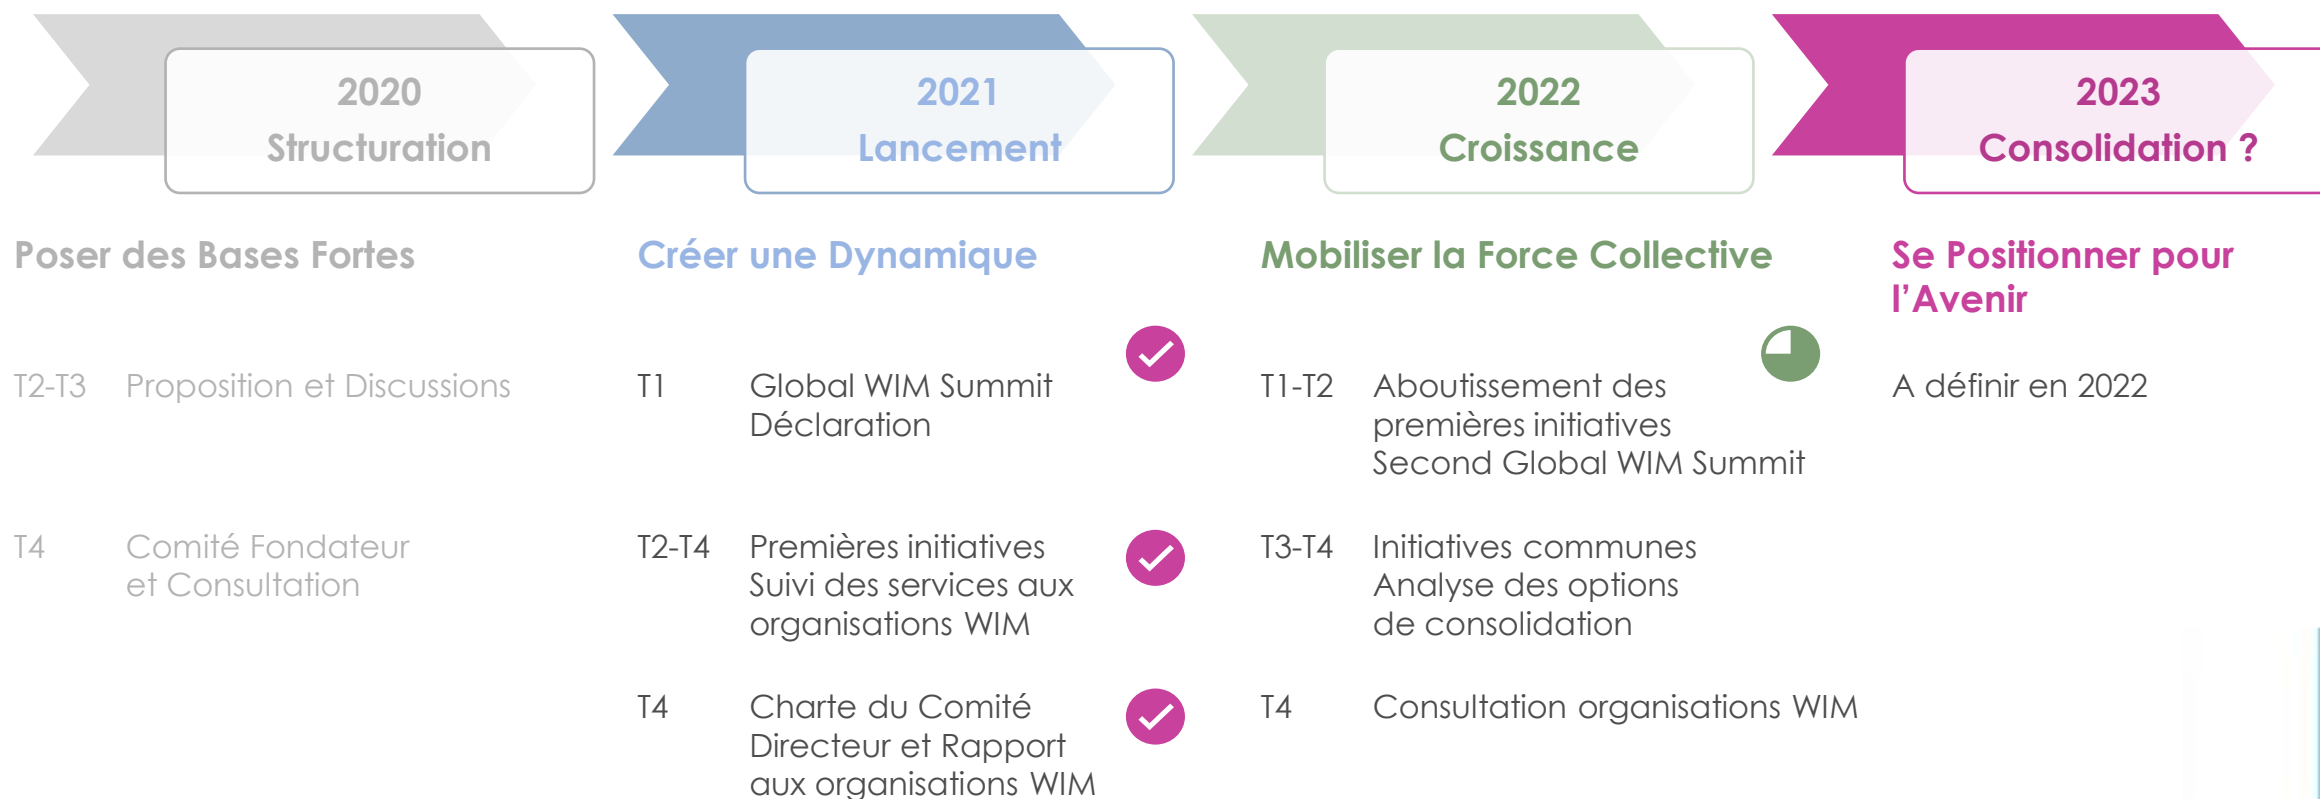 2020
Structuration
2021
Lancement
2022
Croissance
2023
Consolidation ?
Poser des Bases Fortes
T2-T3 Proposition et Discussions
T4 Comité Fondateur
et Consultation
Créer une Dynamique
T1 Global WIM Summit
Déclaration
T2-T4 Premières initiatives
Suivi des services aux
organisations WIM
T4 Charte du Comité
Directeur et Rapport
aux organisations WIM
Mobiliser la Force Collective
T1-T2 Aboutissement des
premières initiatives
Second Global WIM Summit
T3-T4 Initiatives communes
Analyse des options
de consolidation
T4 Consultation organisations WIM
Se Positionner pour
l’Avenir
A définir en 2022